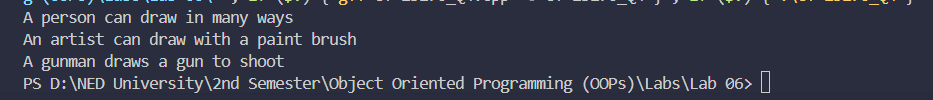 A person can draw in many ways
An artist can draw with a paint brush
A gunman draws a gun to shoot
PS D:\NED University\2nd Semester\Object Oriented Programming (OOPs)\Labs\Lab 06>